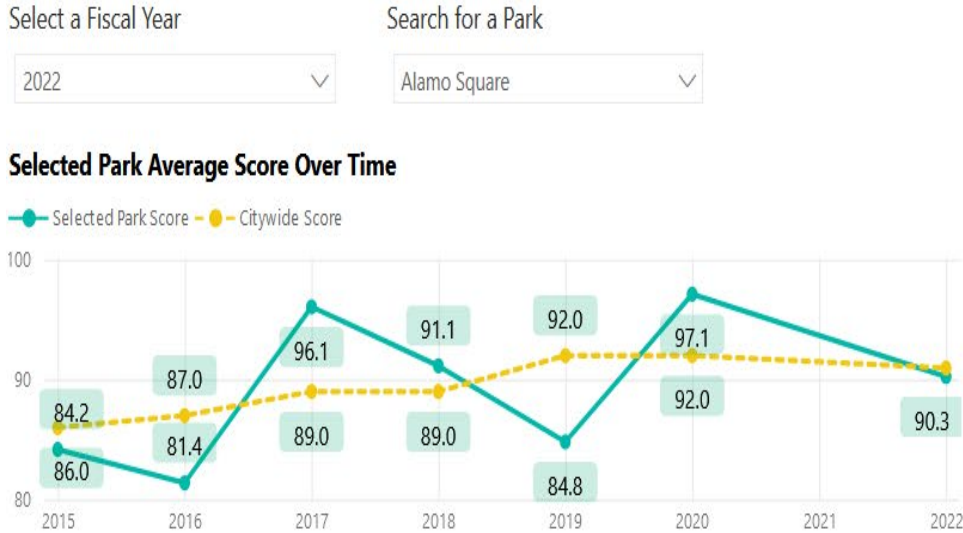 Select a Fiscal Year
Search for a Park
2022
Alamo Square
Selected Park Average Score Over Time
Selected Park Score
Citywide Score
100
90
80
84.2
86.0
87.0
81.4
96.1
89.0
91.1
89.0
92.0
84.8
97.1
92.0
90.3
2015 2016 2017 2018 2019 2020 2021 2022